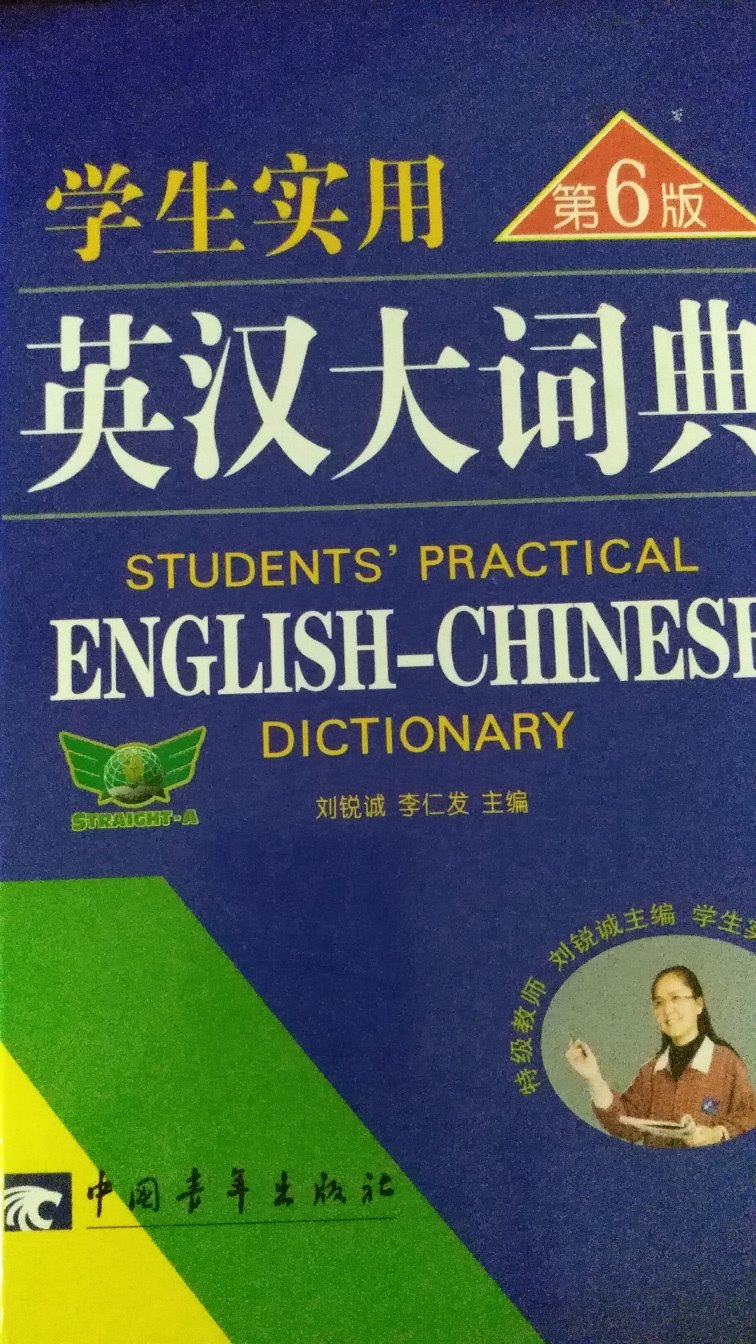 学生实用
第6版
英汉大词典
STUDENTS’ PRACTICAL
ENGLISH–CHINESE
DICTIONARY
STRAIGHT-A
刘锐诚 李仁发 主编
特级教师 刘锐诚主编 学生实
中国青年出版社